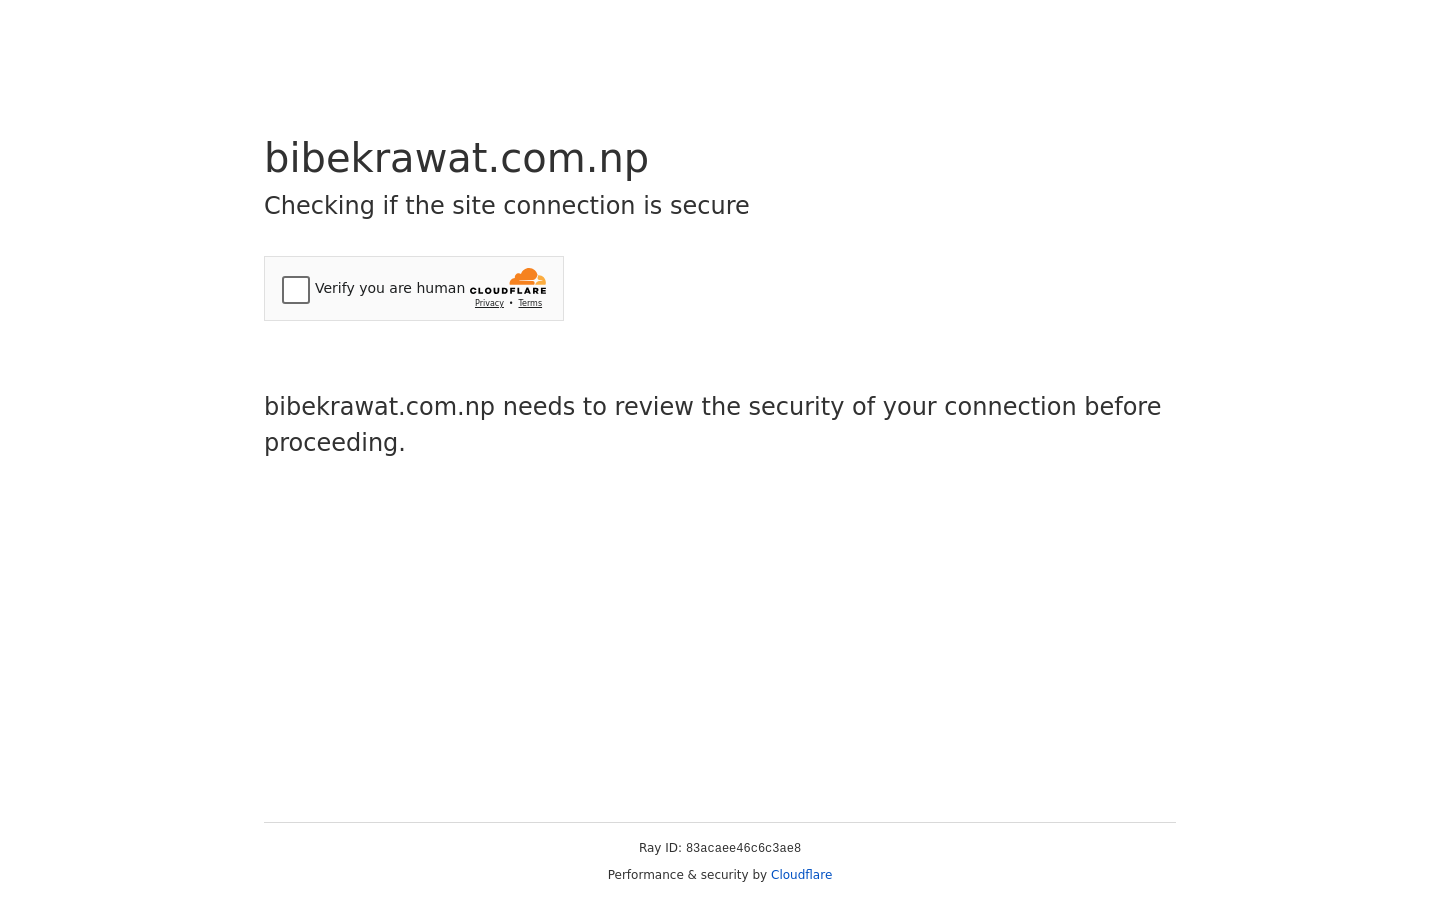 bibekrawat.com.np
Checking if the site connection is secure
Verify you are human
CLOUDFLARE
Privacy • Terms
bibekrawat.com.np needs to review the security of your connection before
proceeding.
Ray ID: 83acaee46c6c3ae8
Performance & security by Cloudflare